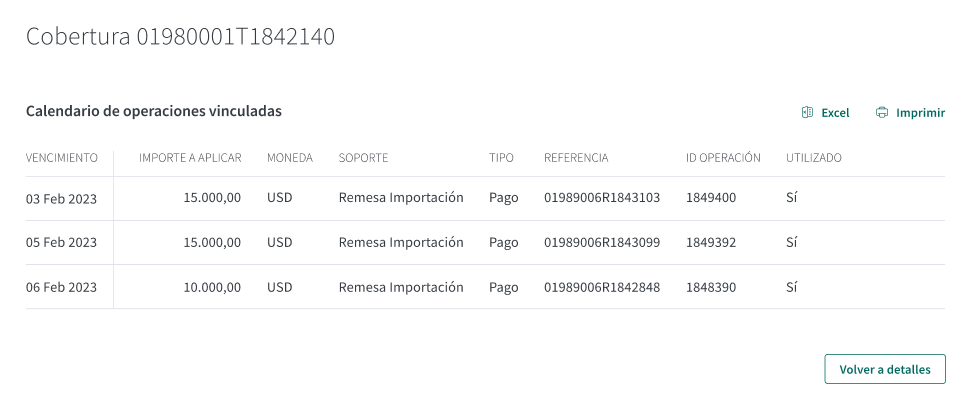 Cobertura 01980001T1842140
Calendario de operaciones vinculadas Excel Imprimir
VENCIMIENTO IMPORTE A APLICAR MONEDA SOPORTE TIPO REFERENCIA ID OPERACIÓN UTILIZADO
03 Feb 2023 15.000,00 USD Remesa Importación Pago 01989006R1843103 1849400 Sí
05 Feb 2023 15.000,00 USD Remesa Importación Pago 01989006R1843099 1849392 Sí
06 Feb 2023 10.000,00 USD Remesa Importación Pago 01989006R1842848 1848390 Sí
Volver a detalles